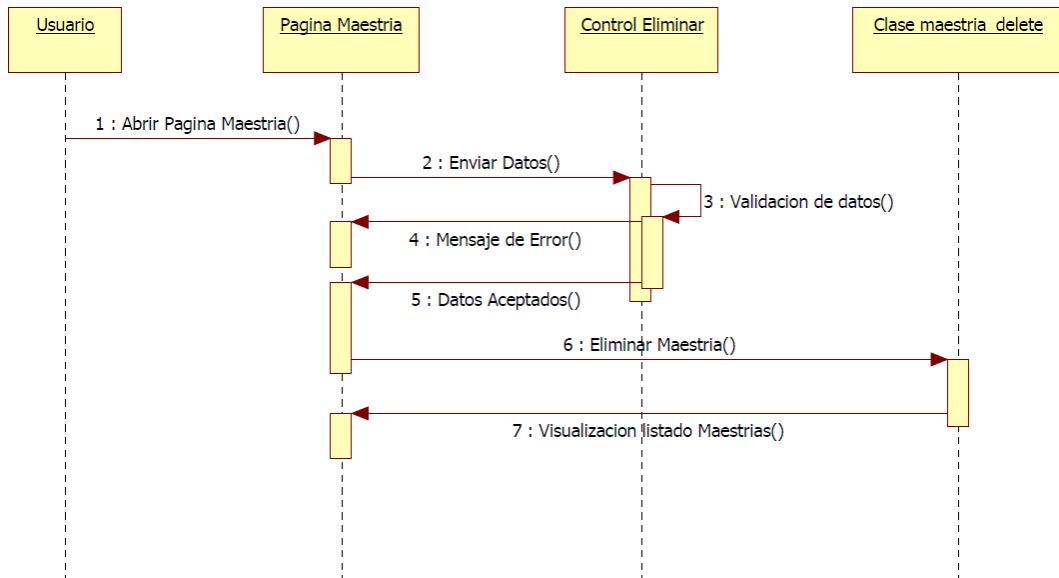 Usuario
Pagina Maestria
Control Eliminar
Clase maestria_delete
1 : Abrir Pagina Maestria()
2 : Enviar Datos()
3 : Validacion de datos()
4 : Mensaje de Error()
5 : Datos Aceptados()
6 : Eliminar Maestria()
7 : Visualizacion listado Maestrias()